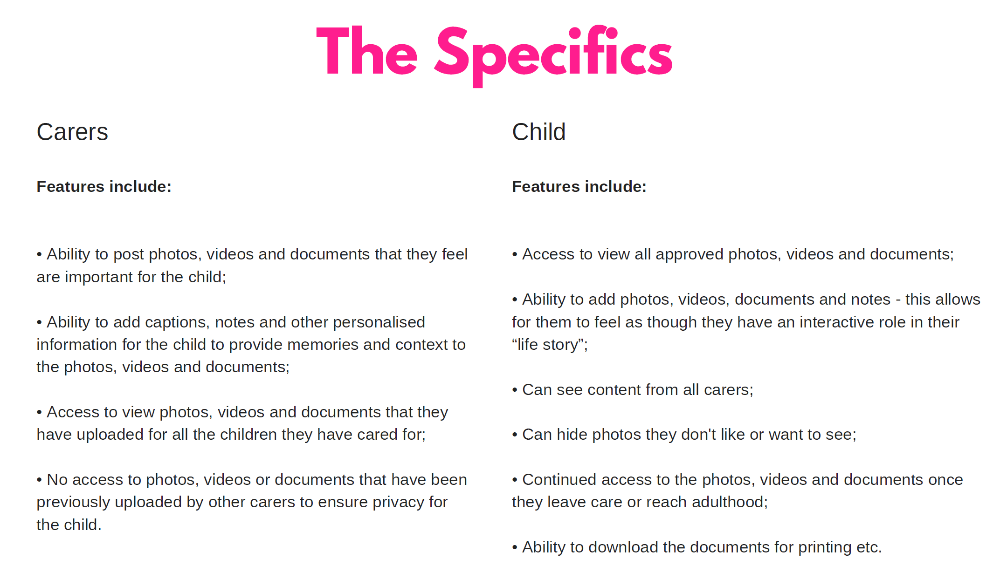 The Specifics
Carers
Features include:
• Ability to post photos, videos and documents that they feel
are important for the child;
• Ability to add captions, notes and other personalised
information for the child to provide memories and context to
the photos, videos and documents;
• Access to view photos, videos and documents that they
have uploaded for all the children they have cared for;
• No access to photos, videos or documents that have been
previously uploaded by other carers to ensure privacy for
the child.
Child
Features include:
• Access to view all approved photos, videos and documents;
• Ability to add photos, videos, documents and notes - this allows
for them to feel as though they have an interactive role in their
“life story”;
• Can see content from all carers;
• Can hide photos they don't like or want to see;
• Continued access to the photos, videos and documents once
they leave care or reach adulthood;
• Ability to download the documents for printing etc.